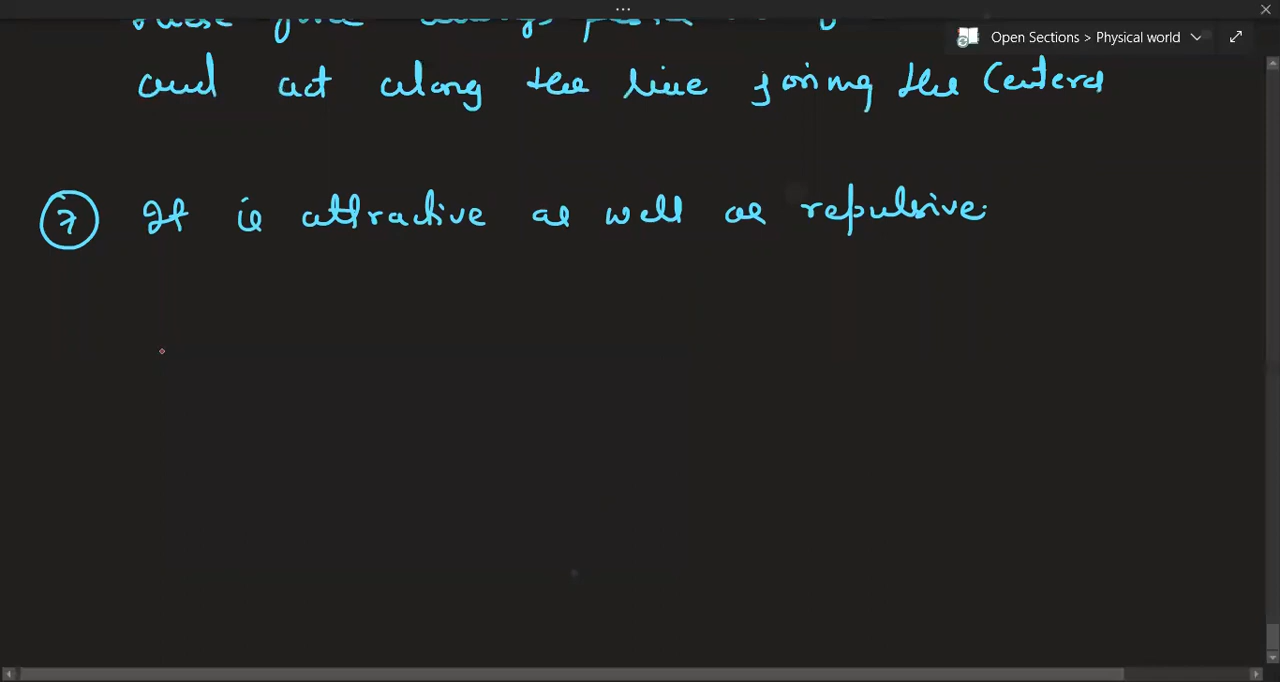 ...
Open Sections > Physical world
and act along the line joining the Centers
7 It is attractive as well as repulsive.